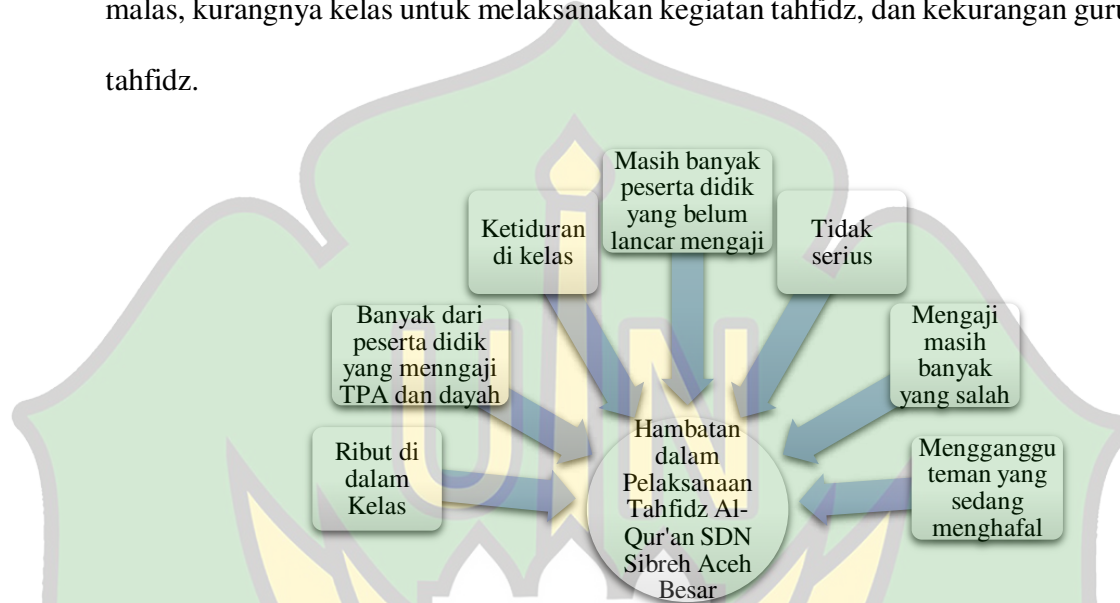 malas, kurangnya kelas untuk melaksanakan kegiatan tahfidz, dan kekurangan guru
tahfidz.
Masih banyak
peserta didik
yang belum
lancar mengaji
Ketiduran
di kelas
Tidak
serius
Banyak dari
peserta didik
yang menngaji
TPA dan dayah
Mengaji
masih
banyak
yang salah
Ribut di
dalam
Kelas
Mengganggu
teman yang
sedang
menghafal
Hambatan
dalam
Pelaksanaan
Tahfidz Al-
Qur'an SDN
Sibreh Aceh
Besar
UIN